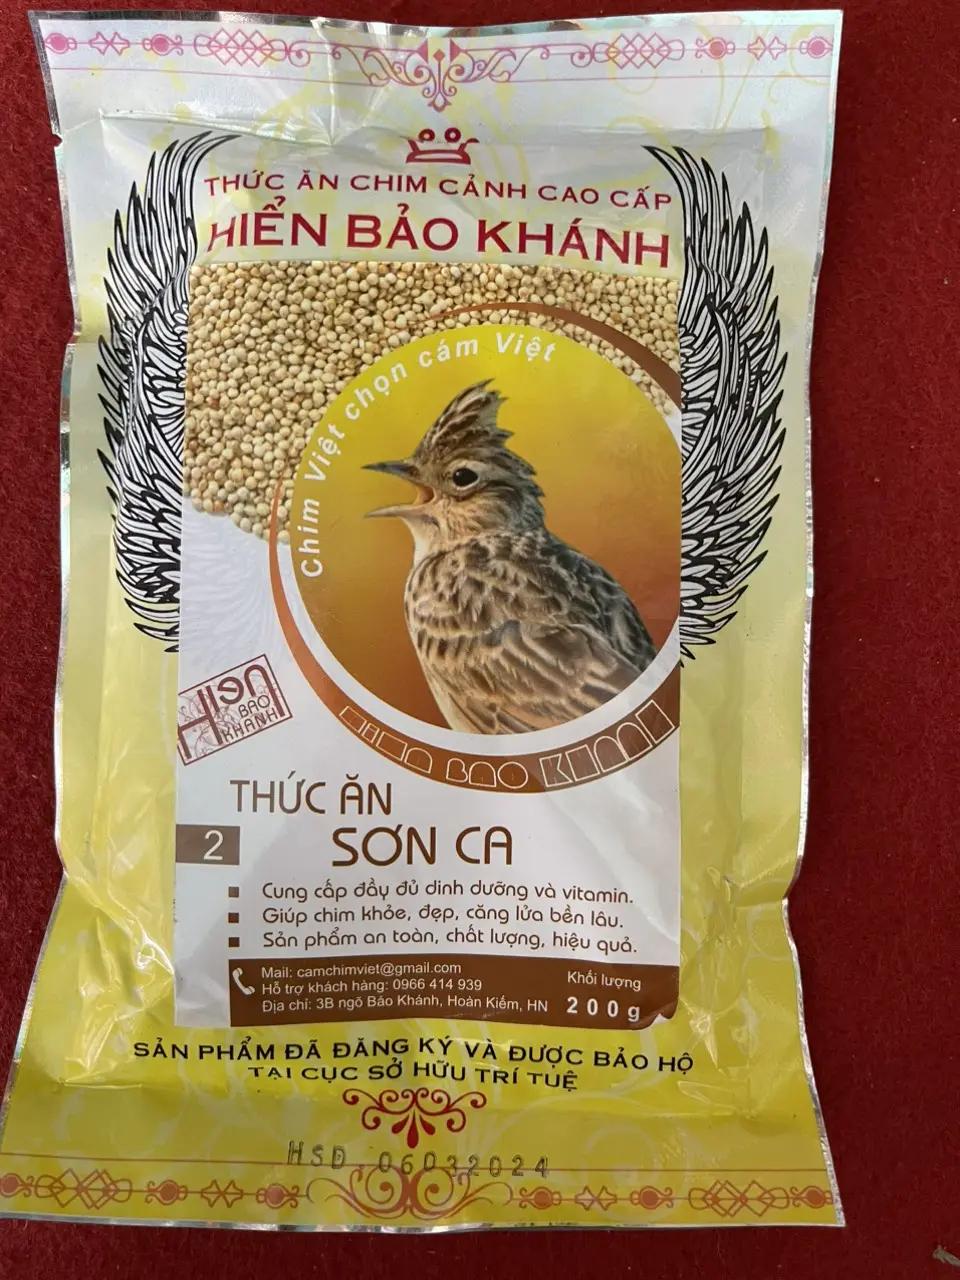 THỨC ĂN CHIM CẢNH CAO CẤP
HIỂN BẢO KHÁNH
Chim Việt chọn cám Việt
Hien
BAO
KHANH
HIEN BAO KHANH
THỨC ĂN
2
SƠN CA
Cung cấp đầy đủ dinh dưỡng và vitamin.
Giúp chim khỏe, đẹp, căng lửa bền lâu.
Sản phẩm an toàn, chất lượng, hiệu quả.
Mail: camchimviet@gmail.com
Hỗ trợ khách hàng: 0966 414 939
Địa chỉ: 3B ngõ Bảo Khánh, Hoàn Kiếm, HN
Khối lượng
200g
SẢN PHẨM ĐÃ ĐĂNG KÝ VÀ ĐƯỢC BẢO HỘ
TẠI CỤC SỞ HỮU TRÍ TUỆ
HSD 06032024